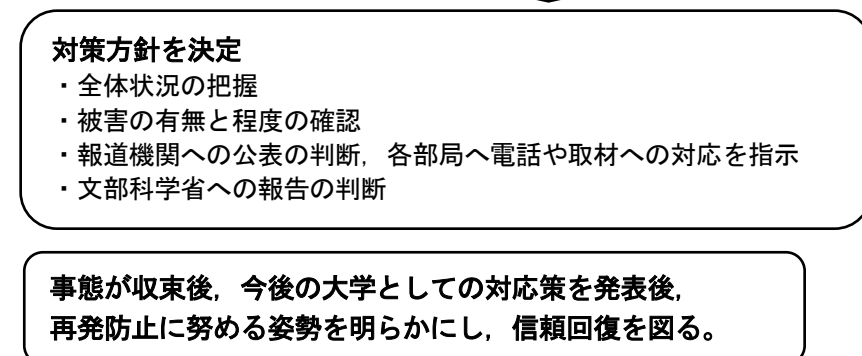 対策方針を決定
・全体状況の把握
・被害の有無と程度の確認
・報道機関への公表の判断，各部局へ電話や取材への対応を指示
・文部科学省への報告の判断
事態が収束後，今後の大学としての対応策を発表後，
再発防止に努める姿勢を明らかにし，信頼回復を図る。